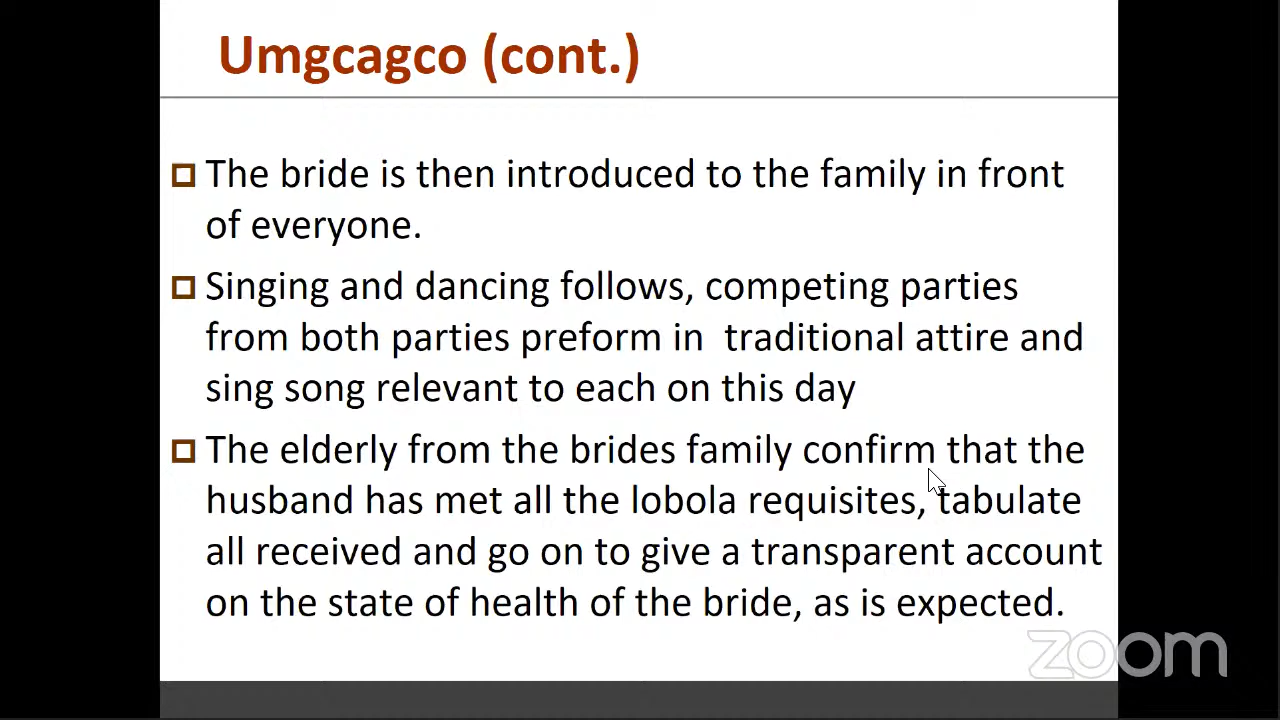 Umgcagco (cont.)
The bride is then introduced to the family in front
of everyone.
Singing and dancing follows, competing parties
from both parties preform in traditional attire and
sing song relevant to each on this day
The elderly from the brides family confirm that the
husband has met all the lobola requisites, tabulate
all received and go on to give a transparent account
on the state of health of the bride, as is expected.
zoom